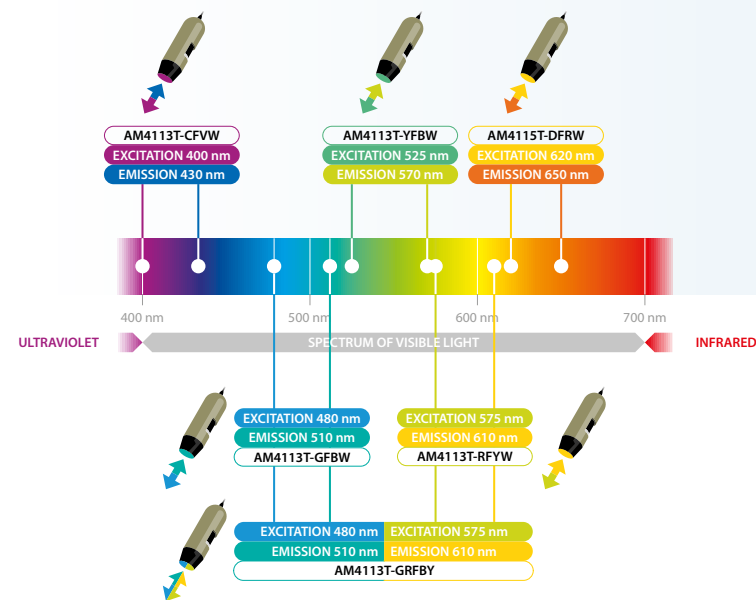 AM4113T-CFVW
EXCITATION 400 nm
EMISSION 430 nm
AM4113T-YFBW
EXCITATION 525 nm
EMISSION 570 nm
AM4115T-DFRW
EXCITATION 620 nm
EMISSION 650 nm
400 nm
500 nm
600 nm
700 nm
ULTRAVIOLET
SPECTRUM OF VISIBLE LIGHT
INFRARED
EXCITATION 480 nm
EMISSION 510 nm
AM4113T-GFBW
EXCITATION 575 nm
EMISSION 610 nm
AM4113T-RFYW
EXCITATION 480 nm EXCITATION 575 nm
EMISSION 510 nm EMISSION 610 nm
AM4113T-GRFBY